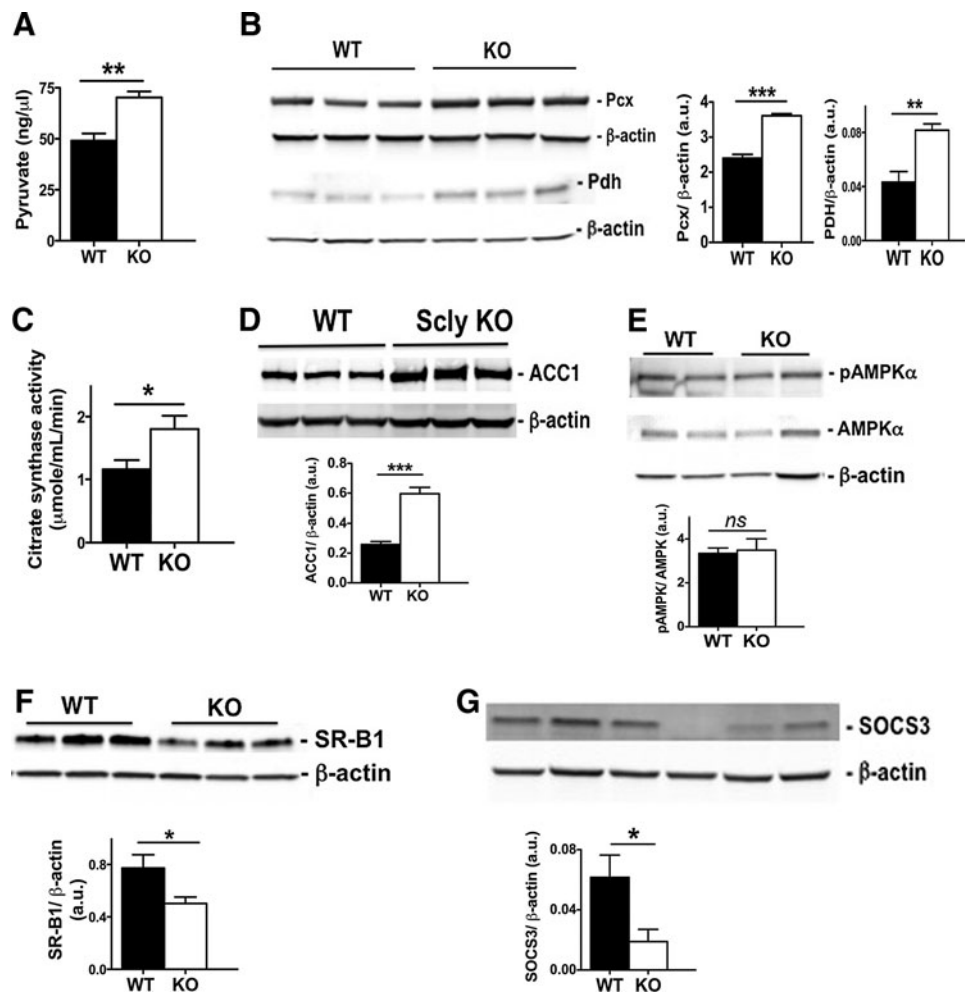 A
Pyruvate (ng/µl)
75
50
25
0
**
WT
KO
B
WT
KO
- Pcx
- β-actin
- Pdh
- β-actin
Pcx/ β-actin (a.u.)
4
3
2
1
0
***
WT
KO
PDH/β-actin (a.u.)
0.08
0.04
0.00
**
WT
KO
C
Citrate synthase activity
(µmole/mL/min)
2
1
0
*
WT
KO
D
WT
Scly KO
- ACC1
- β-actin
ACC1/ β-actin (a.u.)
0.8
0.6
0.4
0.2
0.0
***
WT
KO
E
WT
KO
- pAMPKα
- AMPKα
- β-actin
pAMPK/ AMPK (a.u.)
4
2
0
ns
WT
KO
F
WT
KO
- SR-B1
- β-actin
SR-B1/ β-actin
(a.u.)
0.8
0.4
0.0
*
WT
KO
G
- SOCS3
- β-actin
SOCS3/ β-actin (a.u.)
0.08
0.04
0.00
*
WT
KO